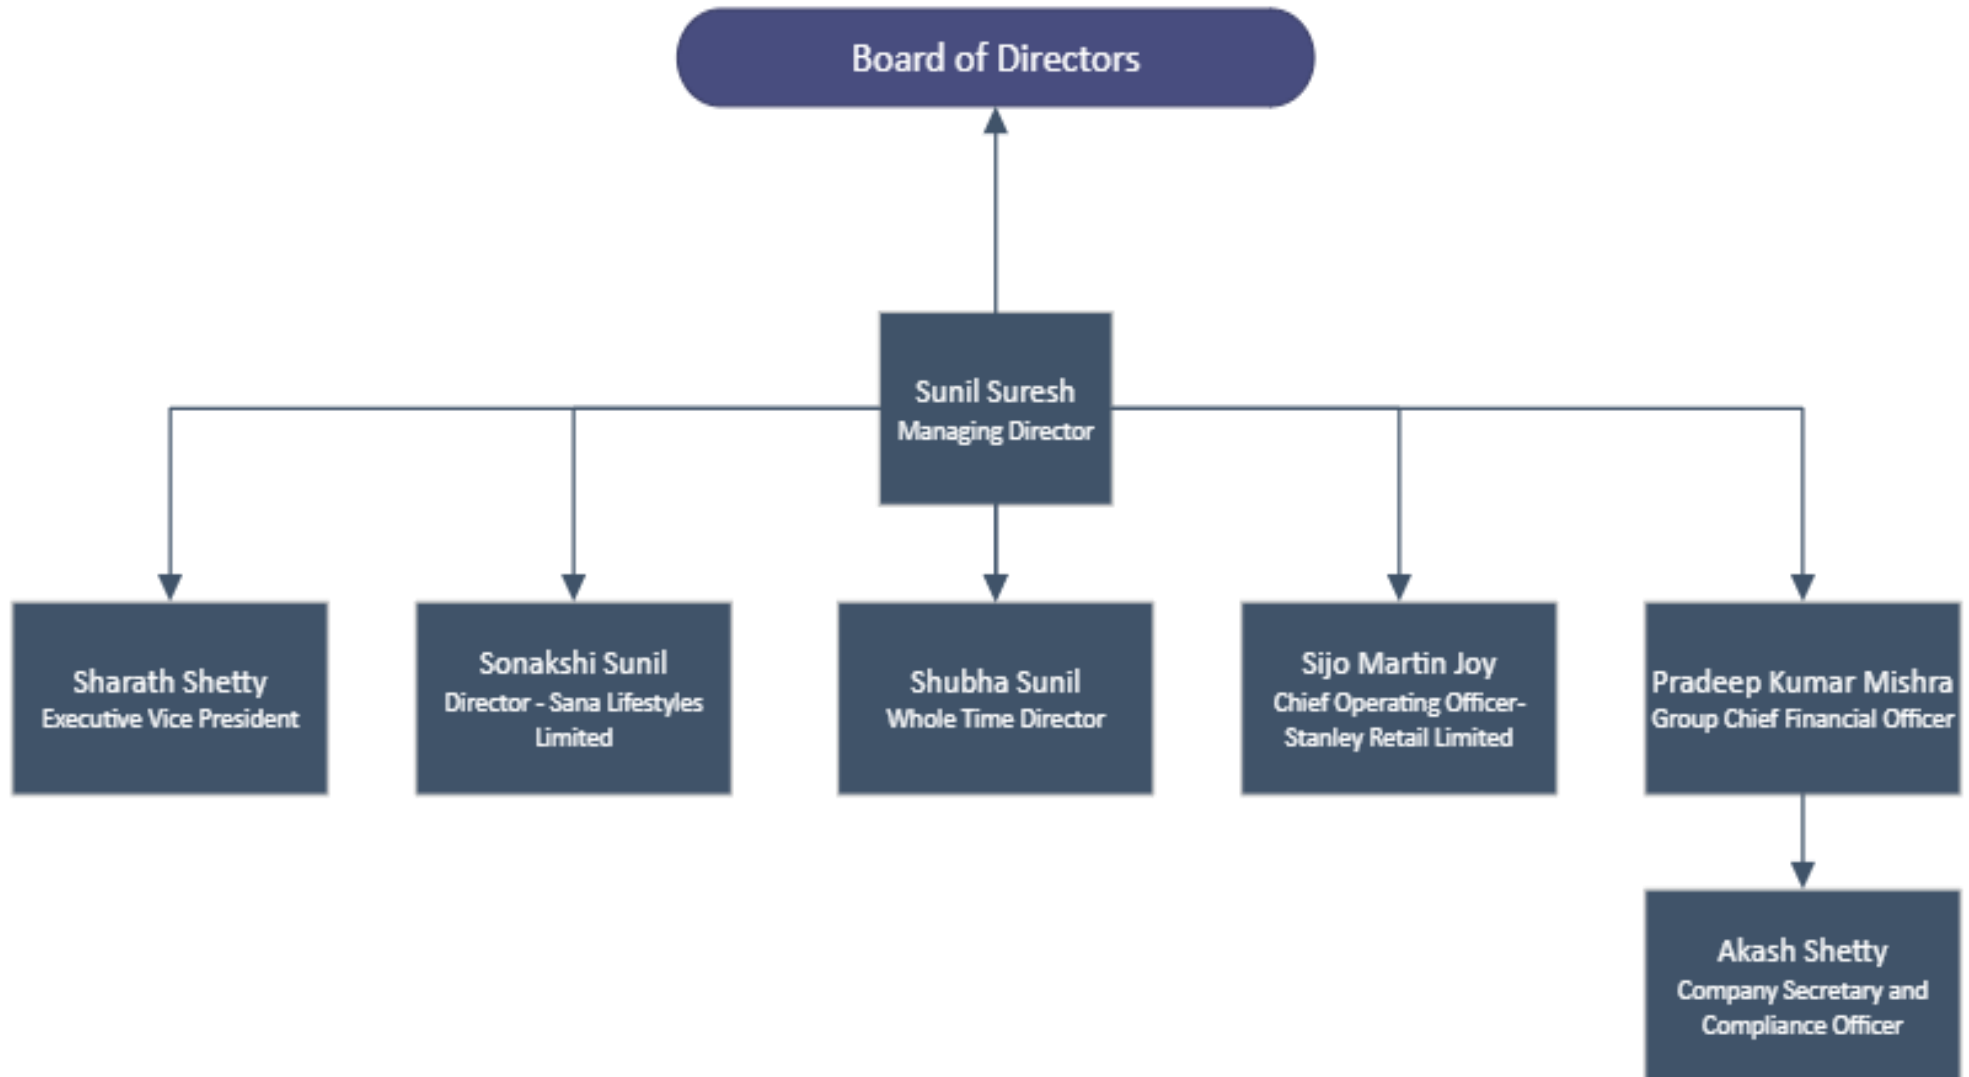 Board of Directors
Sunil Suresh
Managing Director
Sharath Shetty
Executive Vice President
Sonakshi Sunil
Director - Sana Lifestyles
Limited
Shubha Sunil
Whole Time Director
Sijo Martin Joy
Chief Operating Officer-
Stanley Retail Limited
Pradeep Kumar Mishra
Group Chief Financial Officer
Akash Shetty
Company Secretary and
Compliance Officer